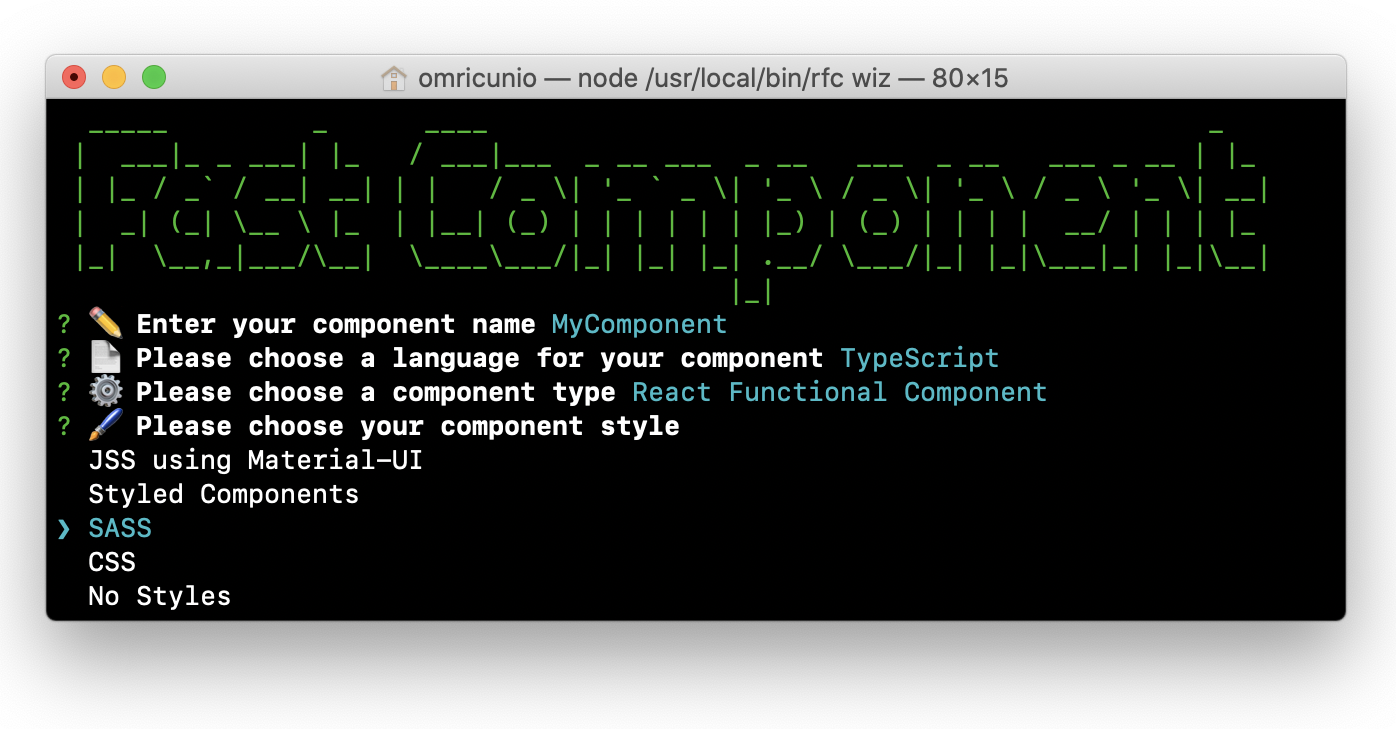 omricunio — node /usr/local/bin/rfc wiz — 80×15
Fast Component
? ✏️ Enter your component name MyComponent
? 📄 Please choose a language for your component TypeScript
? ⚙️ Please choose a component type React Functional Component
? 🖌️ Please choose your component style
JSS using Material-UI
Styled Components
❯ SASS
CSS
No Styles